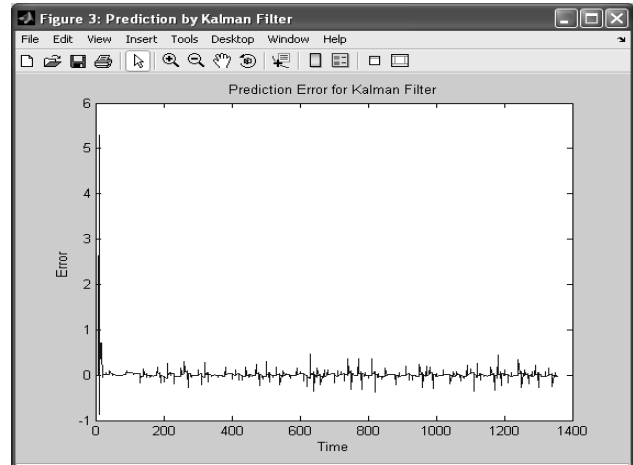 Figure 3: Prediction by Kalman Filter
File Edit View Insert Tools Desktop Window Help
Prediction Error for Kalman Filter
6
5
4
3
2
1
0
-1
Error
0 200 400 600 800 1000 1200 1400
Time